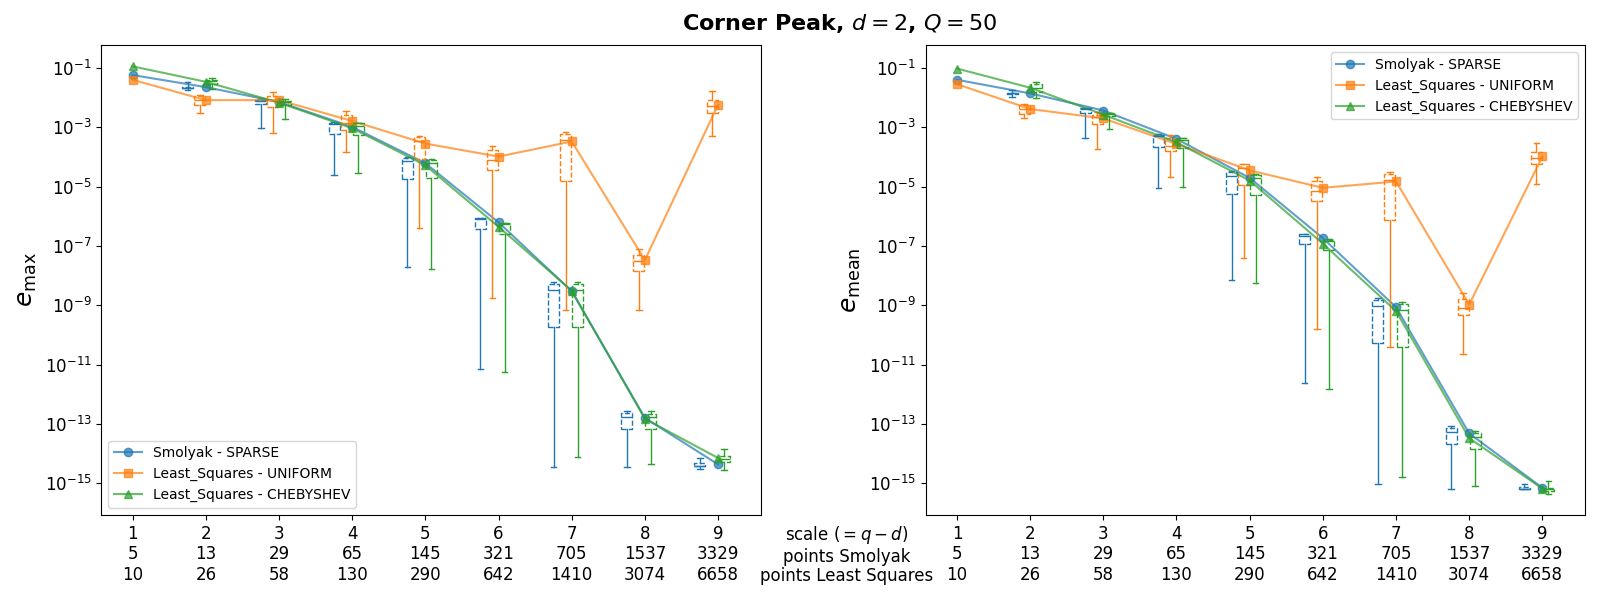 Corner Peak, d = 2, Q = 50
e_max
10^−1
10^−3
10^−5
10^−7
10^−9
10^−11
10^−13
10^−15
Smolyak - SPARSE
Least_Squares - UNIFORM
Least_Squares - CHEBYSHEV
e_mean
10^−1
10^−3
10^−5
10^−7
10^−9
10^−11
10^−13
10^−15
Smolyak - SPARSE
Least_Squares - UNIFORM
Least_Squares - CHEBYSHEV
1 2 3 4 5 6 7 8 9 scale (= q − d) 1 2 3 4 5 6 7 8 9
5 13 29 65 145 321 705 1537 3329 points Smolyak 5 13 29 65 145 321 705 1537 3329
10 26 58 130 290 642 1410 3074 6658 points Least Squares 10 26 58 130 290 642 1410 3074 6658